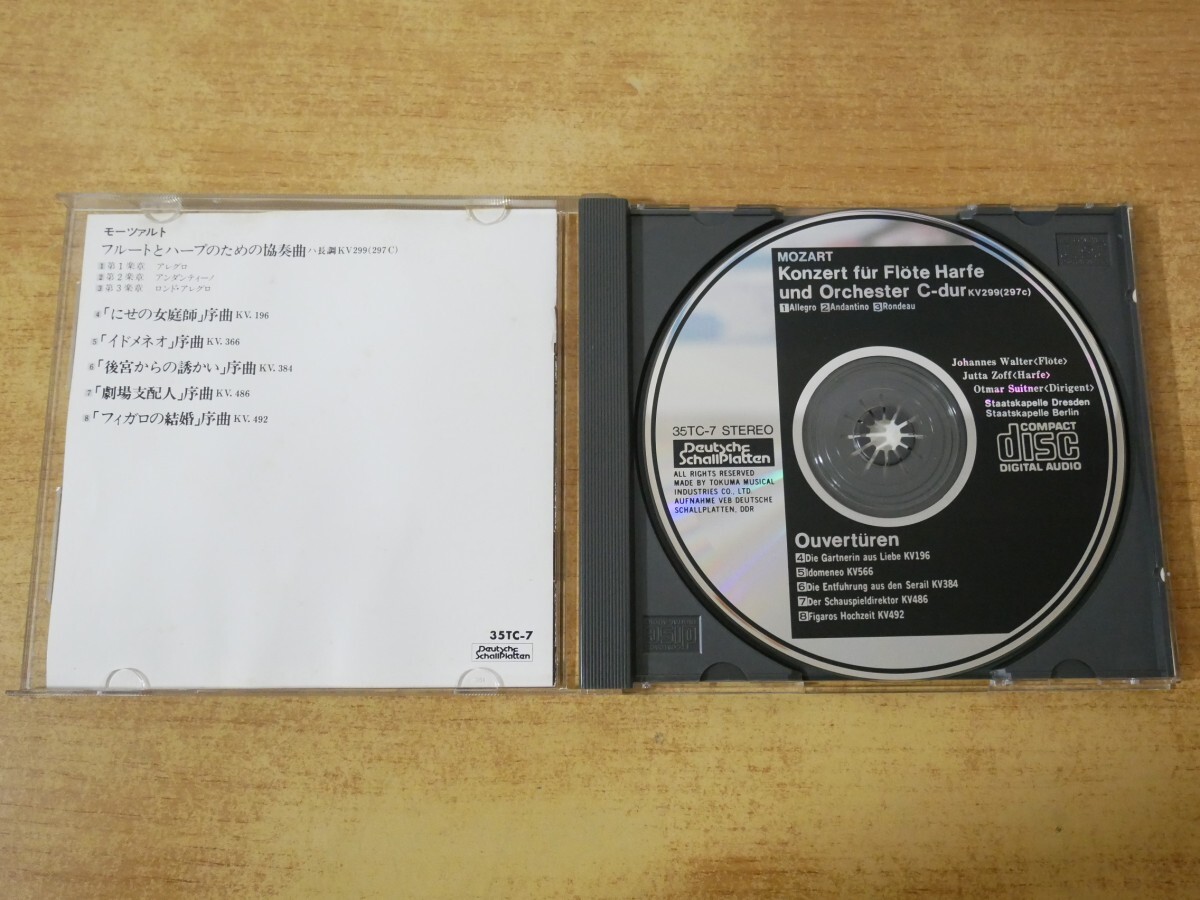 モーツァルト
フルートとハープのための協奏曲 ハ長調 KV299(297C)
① 第1楽章 アレグロ
② 第2楽章 アンダンティーノ
③ 第3楽章 ロンド・アレグロ
④「にせの女庭師」序曲 KV. 196
⑤「イドメネオ」序曲 KV. 366
⑥「後宮からの誘かい」序曲 KV. 384
⑦「劇場支配人」序曲 KV. 486
⑧「フィガロの結婚」序曲 KV. 492
35TC-7
Deutsche
Schallplatten
MOZART
Konzert für Flöte Harfe
und Orchester C-dur KV299(297c)
1 Allegro 2 Andantino 3 Rondeau
Johannes Walter<Flöte>
Jutta Zoff<Harfe>
Otmar Suitner<Dirigent>
Staatskapelle Dresden
Staatskapelle Berlin
COMPACT
disc
DIGITAL AUDIO
35TC-7 STEREO
Deutsche
Schallplatten
ALL RIGHTS RESERVED
MADE BY TOKUMA MUSICAL
INDUSTRIES CO., LTD.
AUFNAHME VEB DEUTSCHE
SCHALLPLATTEN, DDR
Ouvertüren
4 Die Gartnerin aus Liebe KV196
5 Idomeneo KV566
6 Die Entfuhrung aus den Serail KV384
7 Der Schauspieldirektor KV486
8 Figaros Hochzeit KV492